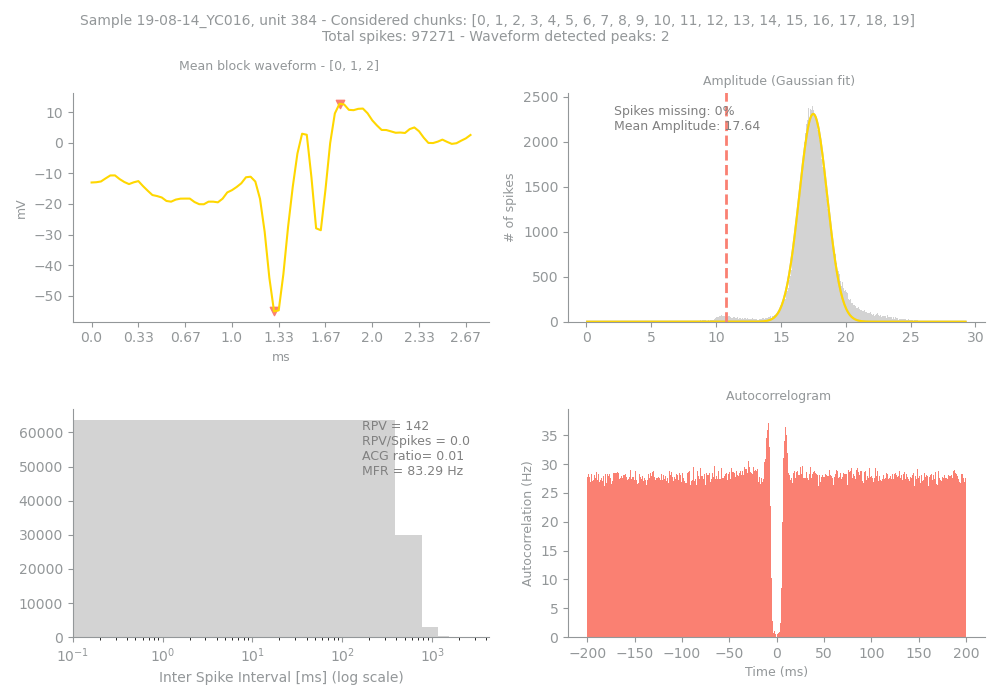 Sample 19-08-14_YC016, unit 384 - Considered chunks: [0, 1, 2, 3, 4, 5, 6, 7, 8, 9, 10, 11, 12, 13, 14, 15, 16, 17, 18, 19]
Total spikes: 97271 - Waveform detected peaks: 2
Mean block waveform - [0, 1, 2]
10
0
−10
−20
−30
−40
−50
mV
0.0 0.33 0.67 1.0 1.33 1.67 2.0 2.33 2.67
ms
Amplitude (Gaussian fit)
Spikes missing: 0%
Mean Amplitude: 17.64
2500
2000
1500
1000
500
0
# of spikes
0 5 10 15 20 25 30
RPV = 142
RPV/Spikes = 0.0
ACG ratio= 0.01
MFR = 83.29 Hz
60000
50000
40000
30000
20000
10000
0
10⁻¹ 10⁰ 10¹ 10² 10³
Inter Spike Interval [ms] (log scale)
Autocorrelogram
35
30
25
20
15
10
5
0
Autocorrelation (Hz)
−200 −150 −100 −50 0 50 100 150 200
Time (ms)